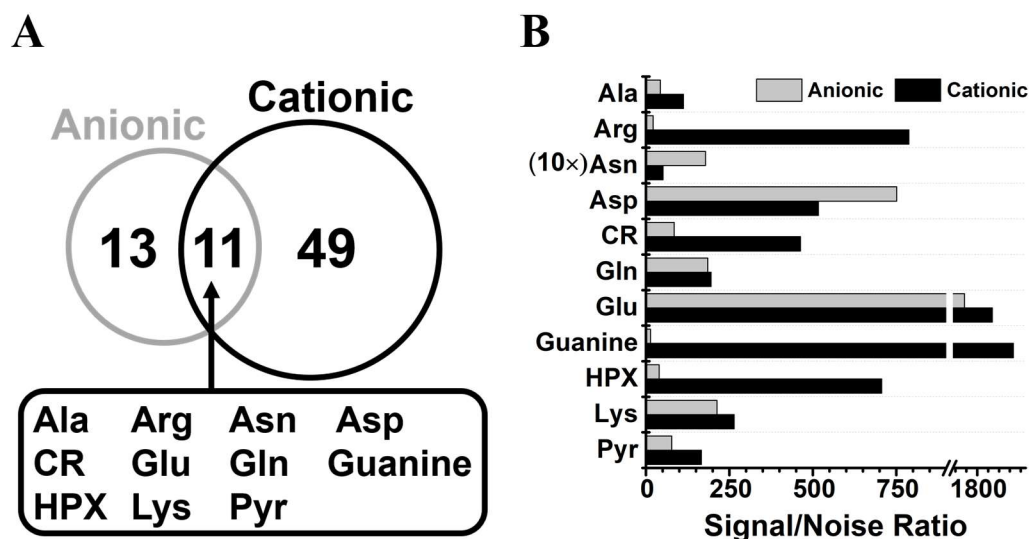 A
Anionic
Cationic
13 11 49
Ala Arg Asn Asp
CR Glu Gln Guanine
HPX Lys Pyr
B
Anionic Cationic
Ala
Arg
(10×)Asn
Asp
CR
Gln
Glu
Guanine
HPX
Lys
Pyr
0 250 500 750 1800
Signal/Noise Ratio